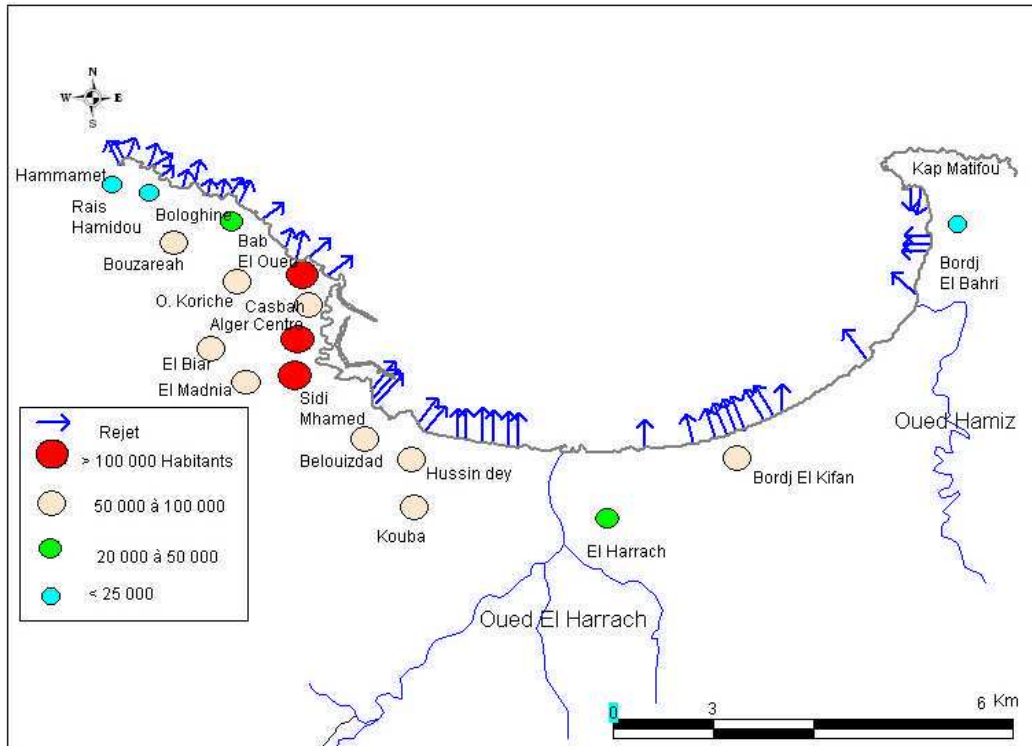 N
W E
S
Hammamet
Rais
Hamidou
Bologhine
Bouzareah
Bab
El Oued
O. Koriche
Casbah
Alger Centre
El Biar
El Madnia
Sidi
Mhamed
Belouizdad
Hussin dey
Kouba
El Harrach
Bordj El Kifan
Kap Matifou
Bordj
El Bahri
Oued Hamiz
Oued El Harrach
Rejet
> 100 000 Habitants
50 000 à 100 000
20 000 à 50 000
< 25 000
0 3 6 Km